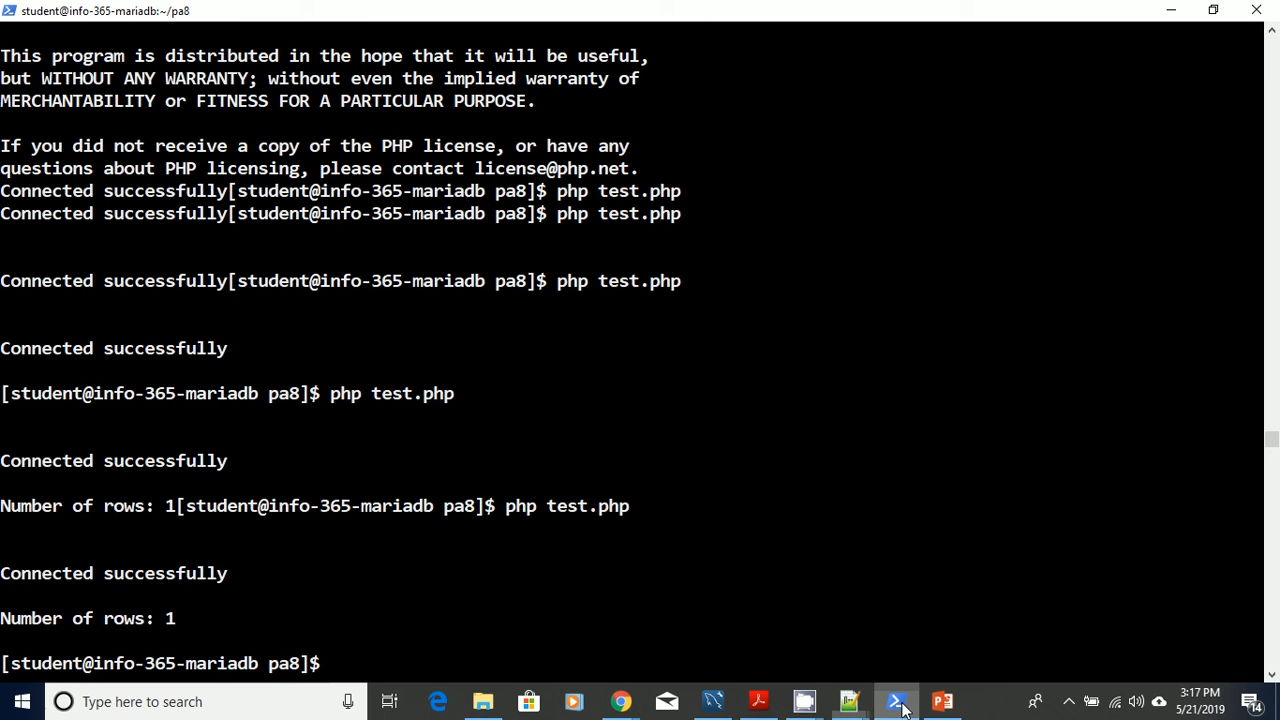 student@info-365-mariadb:~/pa8
This program is distributed in the hope that it will be useful,
but WITHOUT ANY WARRANTY; without even the implied warranty of
MERCHANTABILITY or FITNESS FOR A PARTICULAR PURPOSE.
If you did not receive a copy of the PHP license, or have any
questions about PHP licensing, please contact license@php.net.
Connected successfully[student@info-365-mariadb pa8]$ php test.php
Connected successfully[student@info-365-mariadb pa8]$ php test.php
Connected successfully[student@info-365-mariadb pa8]$ php test.php
Connected successfully
[student@info-365-mariadb pa8]$ php test.php
Connected successfully
Number of rows: 1[student@info-365-mariadb pa8]$ php test.php
Connected successfully
Number of rows: 1
[student@info-365-mariadb pa8]$
Type here to search
3:17 PM
5/21/2019
14